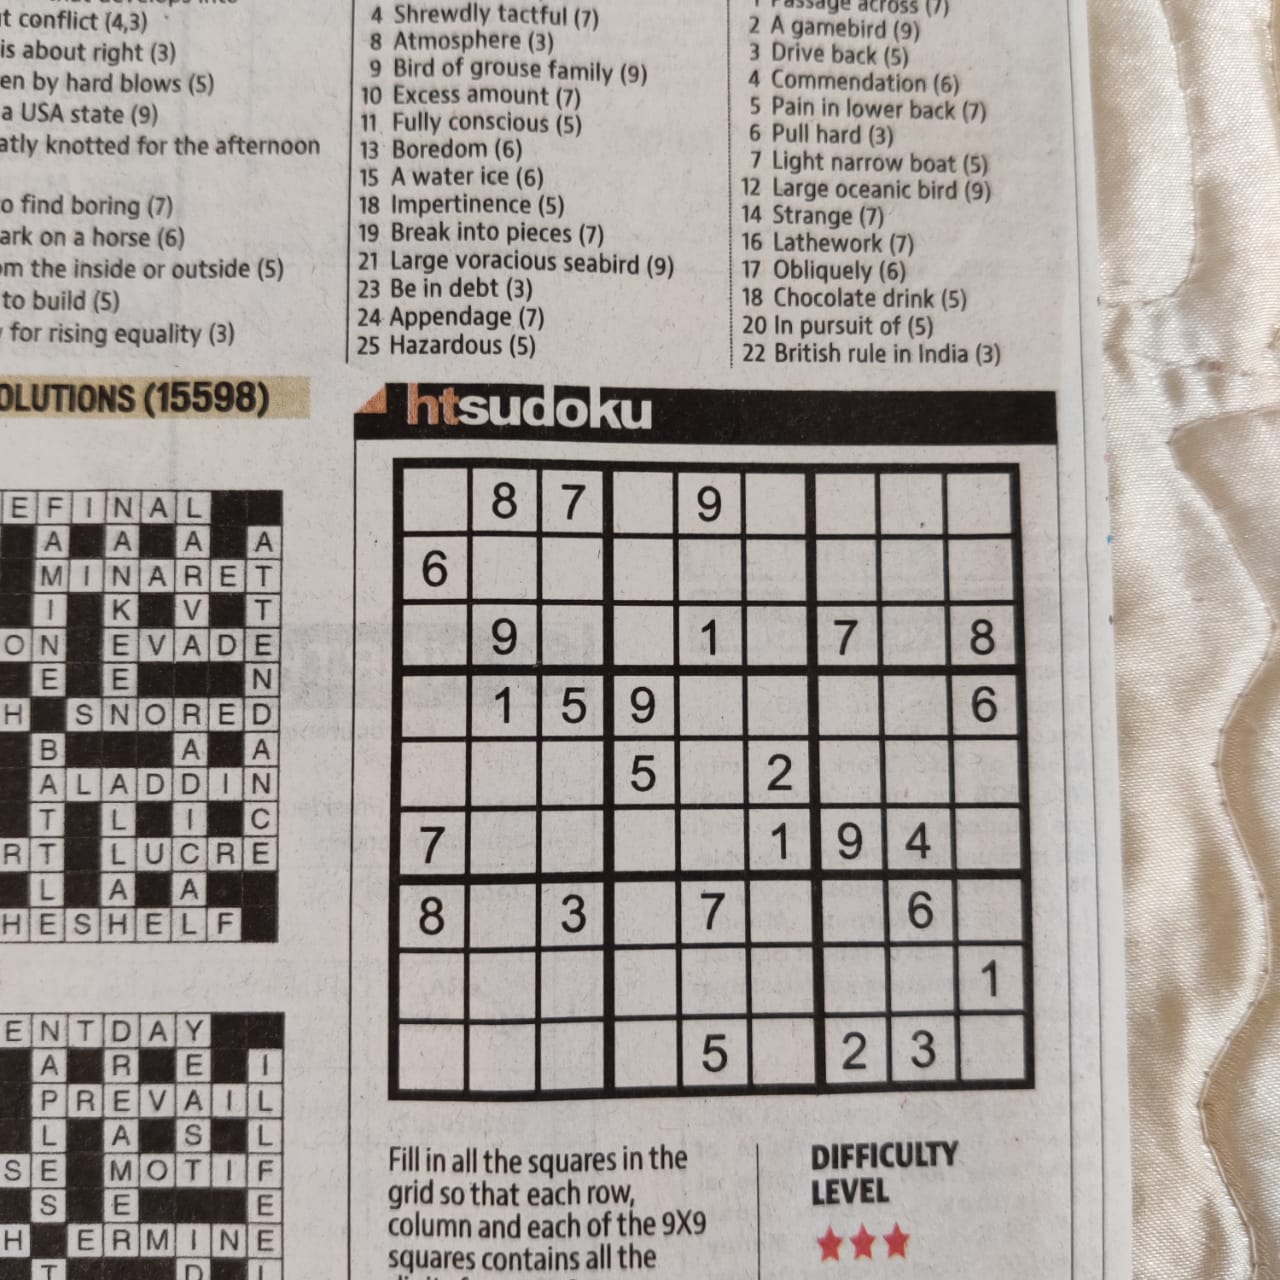 t conflict (4,3)
is about right (3)
en by hard blows (5)
a USA state (9)
atly knotted for the afternoon
o find boring (7)
ark on a horse (6)
om the inside or outside (5)
to build (5)
for rising equality (3)
4 Shrewdly tactful (7)
8 Atmosphere (3)
9 Bird of grouse family (9)
10 Excess amount (7)
11 Fully conscious (5)
13 Boredom (6)
15 A water ice (6)
18 Impertinence (5)
19 Break into pieces (7)
21 Large voracious seabird (9)
23 Be in debt (3)
24 Appendage (7)
25 Hazardous (5)
1 Passage across (7)
2 A gamebird (9)
3 Drive back (5)
4 Commendation (6)
5 Pain in lower back (7)
6 Pull hard (3)
7 Light narrow boat (5)
12 Large oceanic bird (9)
14 Strange (7)
16 Lathework (7)
17 Obliquely (6)
18 Chocolate drink (5)
20 In pursuit of (5)
22 British rule in India (3)
OLUTIONS (15598)
E F I N A L
A A A A
M I N A R E T
I K V T
O N E V A D E
E E N
H S N O R E D
B A A
A L A D D I N
T L I C
R T L U C R E
L A A
H E S H E L F
E N T D A Y
A R E I
P R E V A I L
L A S L
S E M O T I F
S E E
H E R M I N E
T D L
htsudoku
8 7 9
6
9 1 7 8
1 5 9 6
5 2
7 1 9 4
8 3 7 6
1
5 2 3
Fill in all the squares in the
grid so that each row,
column and each of the 9X9
squares contains all the
DIFFICULTY
LEVEL